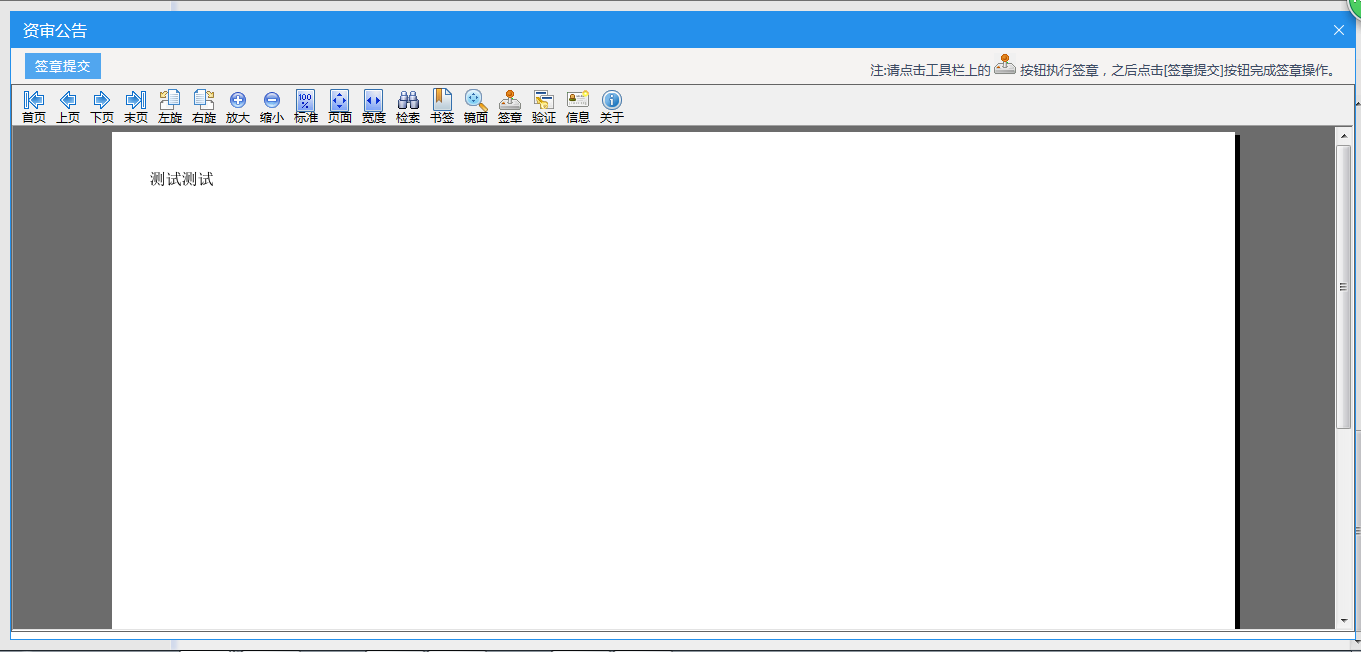 资审公告
签章提交
注:请点击工具栏上的 按钮执行签章，之后点击[签章提交]按钮完成签章操作。
首页 上页 下页 末页 左旋 右旋 放大 缩小 标准 页面 宽度 检索 书签 镜面 签章 验证 信息 关于
100%
测试测试